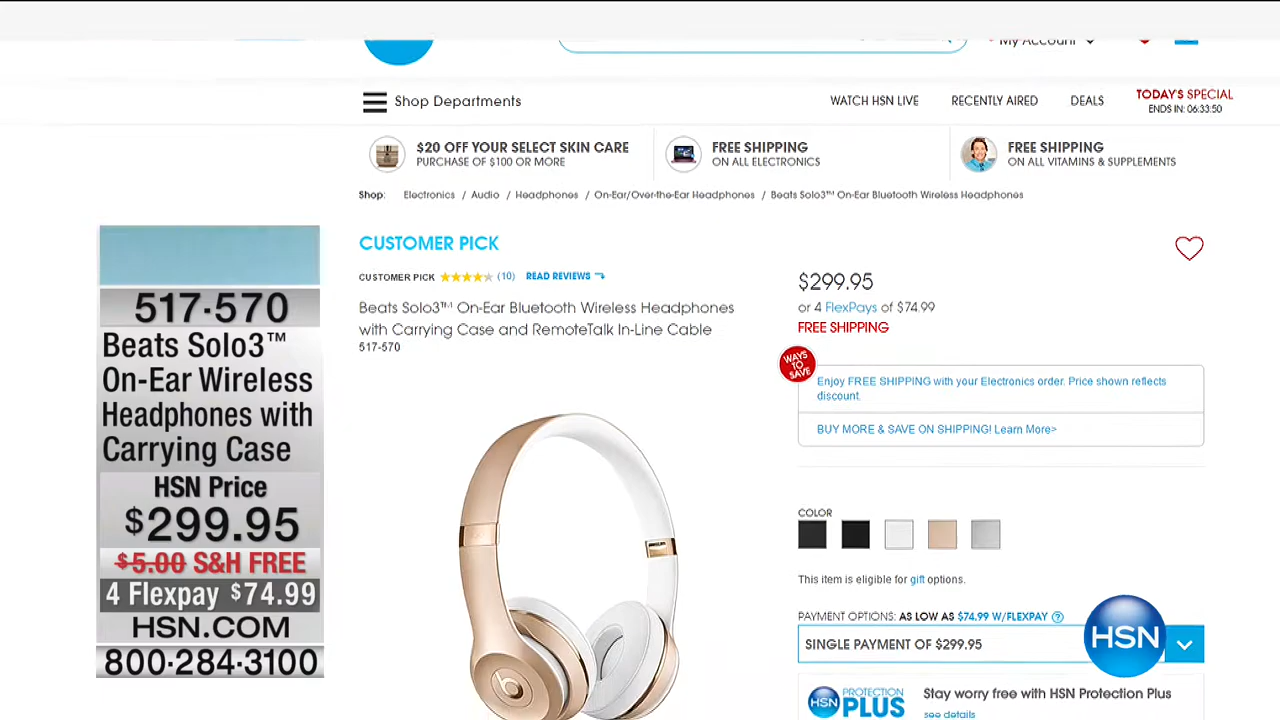 My Account
Shop Departments
WATCH HSN LIVE
RECENTLY AIRED
DEALS
TODAY'S SPECIAL
ENDS IN: 06:33:50
$20 OFF YOUR SELECT SKIN CARE
PURCHASE OF $100 OR MORE
FREE SHIPPING
ON ALL ELECTRONICS
FREE SHIPPING
ON ALL VITAMINS & SUPPLEMENTS
Shop: Electronics / Audio / Headphones / On-Ear/Over-the-Ear Headphones / Beats Solo3™ On-Ear Bluetooth Wireless Headphones
517-570
Beats Solo3™
On-Ear Wireless
Headphones with
Carrying Case
HSN Price
$299.95
$5.00 S&H FREE
4 Flexpay $74.99
HSN.COM
800-284-3100
CUSTOMER PICK
CUSTOMER PICK (10) READ REVIEWS
Beats Solo3™ On-Ear Bluetooth Wireless Headphones
with Carrying Case and RemoteTalk In-Line Cable
517-570
$299.95
or 4 FlexPays of $74.99
FREE SHIPPING
WAYS
TO
SAVE
Enjoy FREE SHIPPING with your Electronics order. Price shown reflects
discount.
BUY MORE & SAVE ON SHIPPING! Learn More>
COLOR
This item is eligible for gift options.
PAYMENT OPTIONS: AS LOW AS $74.99 W/FLEXPAY ?
SINGLE PAYMENT OF $299.95
HSN
HSN PROTECTION
PLUS
Stay worry free with HSN Protection Plus
see details